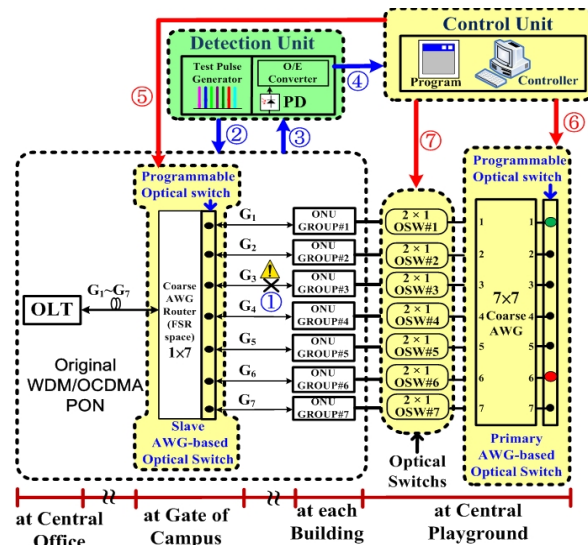 Control Unit
Program
Controller
Detection Unit
Test Pulse
Generator
O/E
Converter
PD
⑤
②
③
④
⑦
⑥
Programmable
Optical switch
G₁
G₂
G₃
G₄
G₅
G₆
G₇
①
OLT
G₁~G₇
Coarse
AWG
Router
(FSR
space)
1×7
Original
WDM/OCDMA
PON
Slave
AWG-based
Optical Switch
ONU
GROUP#1
ONU
GROUP#2
ONU
GROUP#3
ONU
GROUP#4
ONU
GROUP#5
ONU
GROUP#6
ONU
GROUP#7
2 × 1
OSW#1
2 × 1
OSW#2
2 × 1
OSW#3
2 × 1
OSW#4
2 × 1
OSW#5
2 × 1
OSW#6
2 × 1
OSW#7
Optical
Switchs
Programmable
Optical switch
1 1
2 2
3 3
4 4
5 5
6 6
7 7
7×7
Coarse
AWG
Primary
AWG-based
Optical Switch
at Central
Office
at Gate of
Campus
at each
Building
at Central
Playground